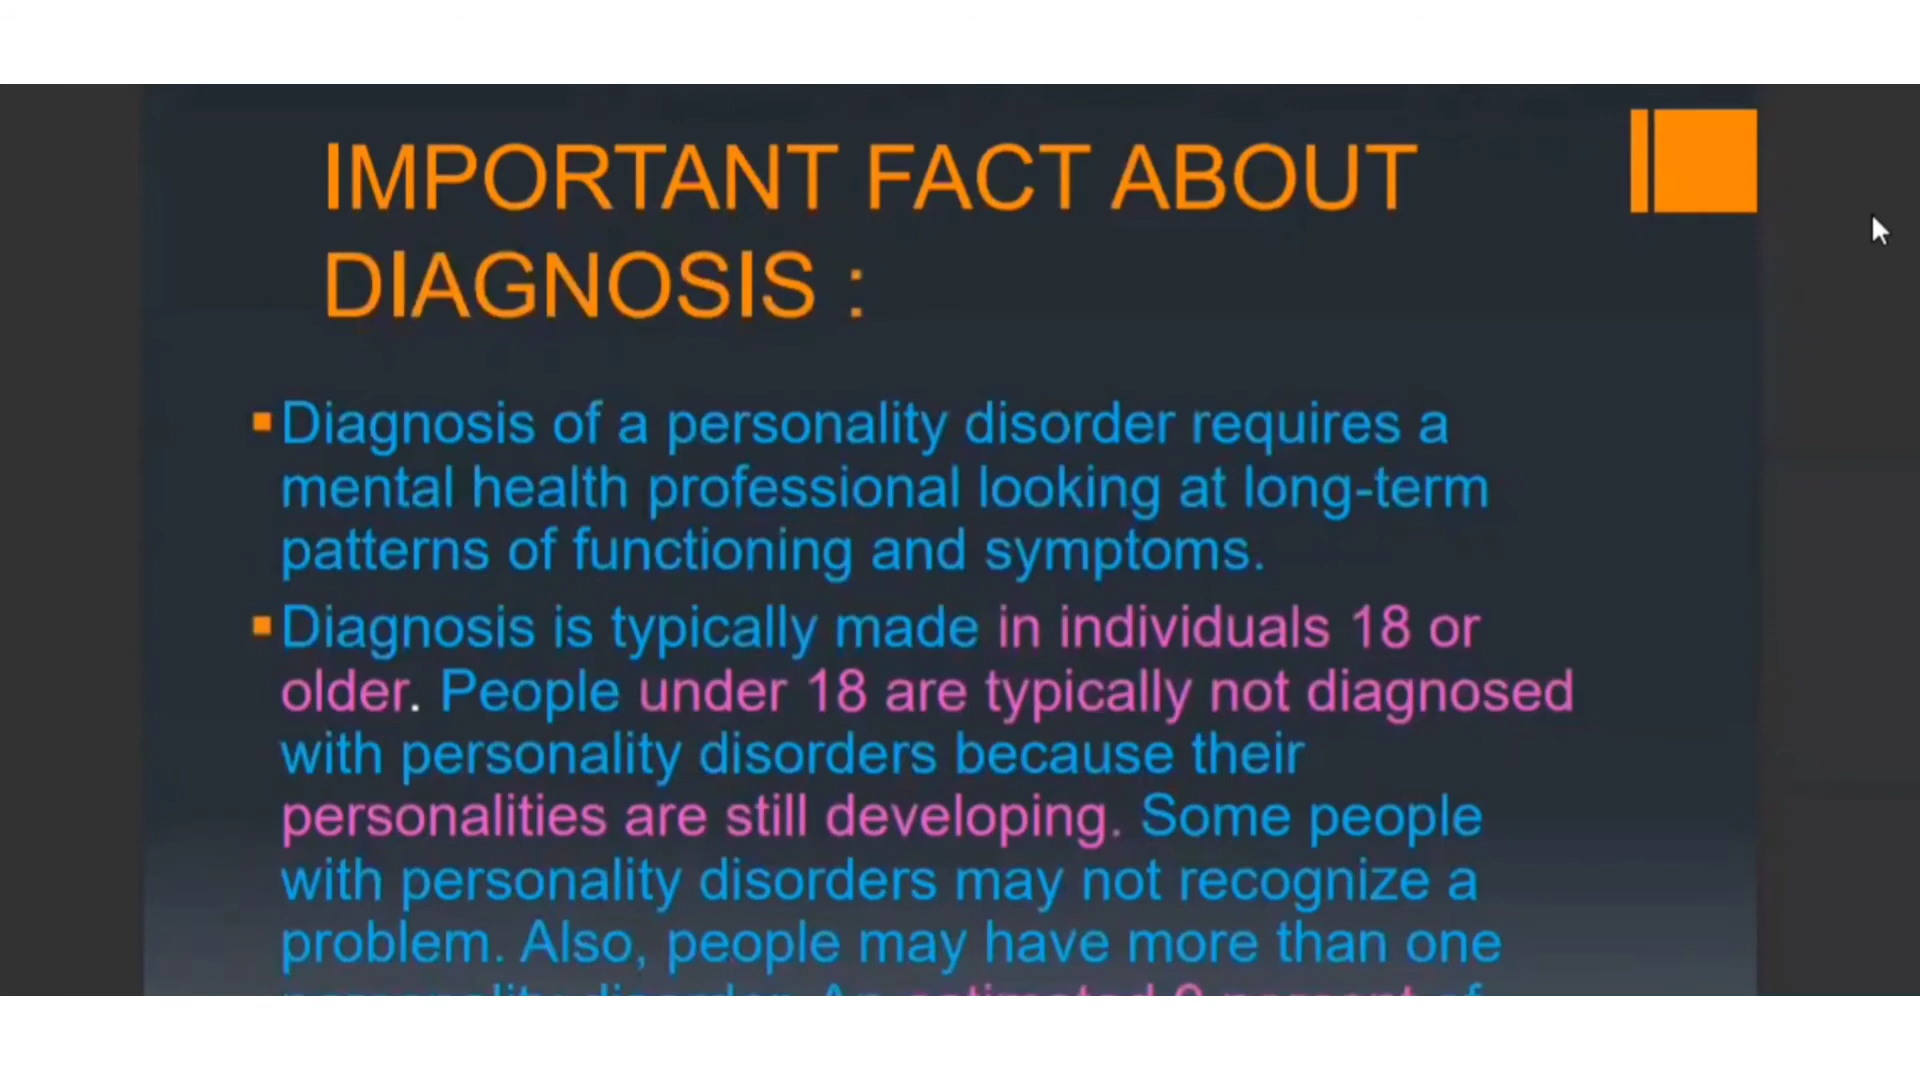 IMPORTANT FACT ABOUT
DIAGNOSIS :
Diagnosis of a personality disorder requires a
mental health professional looking at long-term
patterns of functioning and symptoms.
Diagnosis is typically made in individuals 18 or
older. People under 18 are typically not diagnosed
with personality disorders because their
personalities are still developing. Some people
with personality disorders may not recognize a
problem. Also, people may have more than one